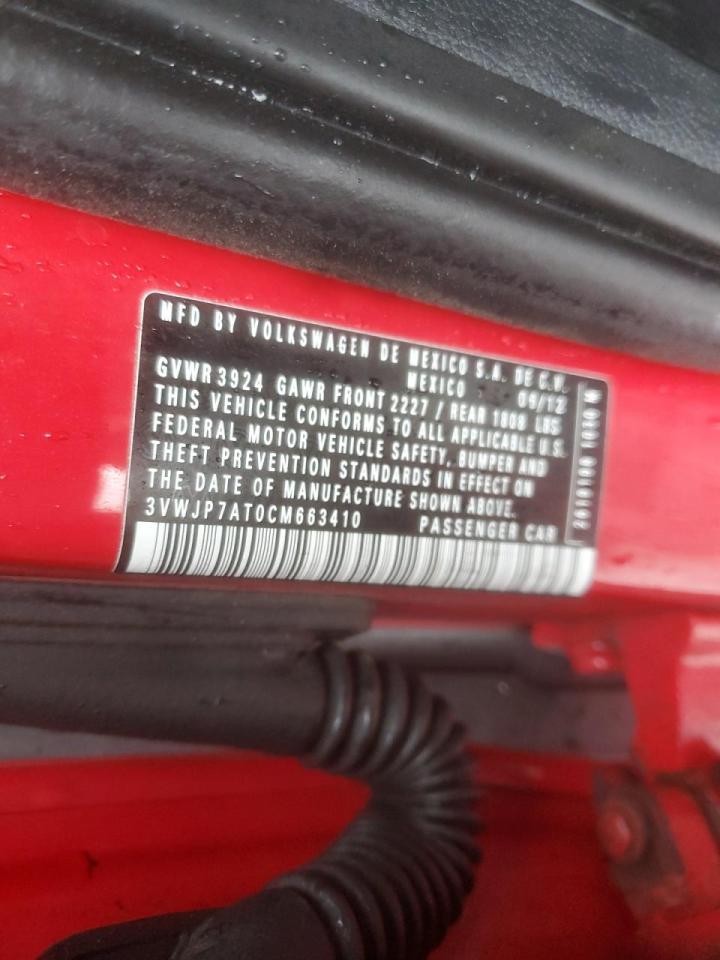 MFD BY VOLKSWAGEN DE MEXICO S.A. DE C.V.
MEXICO 06/12
GVWR 3924 GAWR FRONT 2227 / REAR 1808 LBS
THIS VEHICLE CONFORMS TO ALL APPLICABLE U.S.
FEDERAL MOTOR VEHICLE SAFETY, BUMPER AND
THEFT PREVENTION STANDARDS IN EFFECT ON
THE DATE OF MANUFACTURE SHOWN ABOVE.
3VWJP7AT0CM663410 PASSENGER CAR